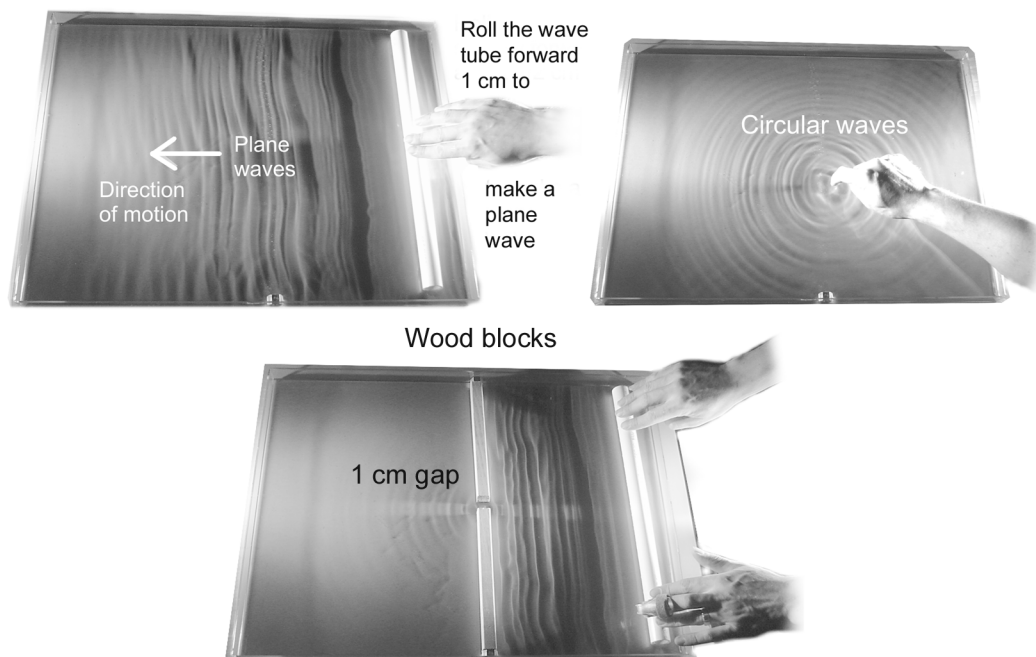 Roll the wave
tube forward
1 cm to
make a
plane
wave
Plane
waves
Direction
of motion
Circular waves
Wood blocks
1 cm gap